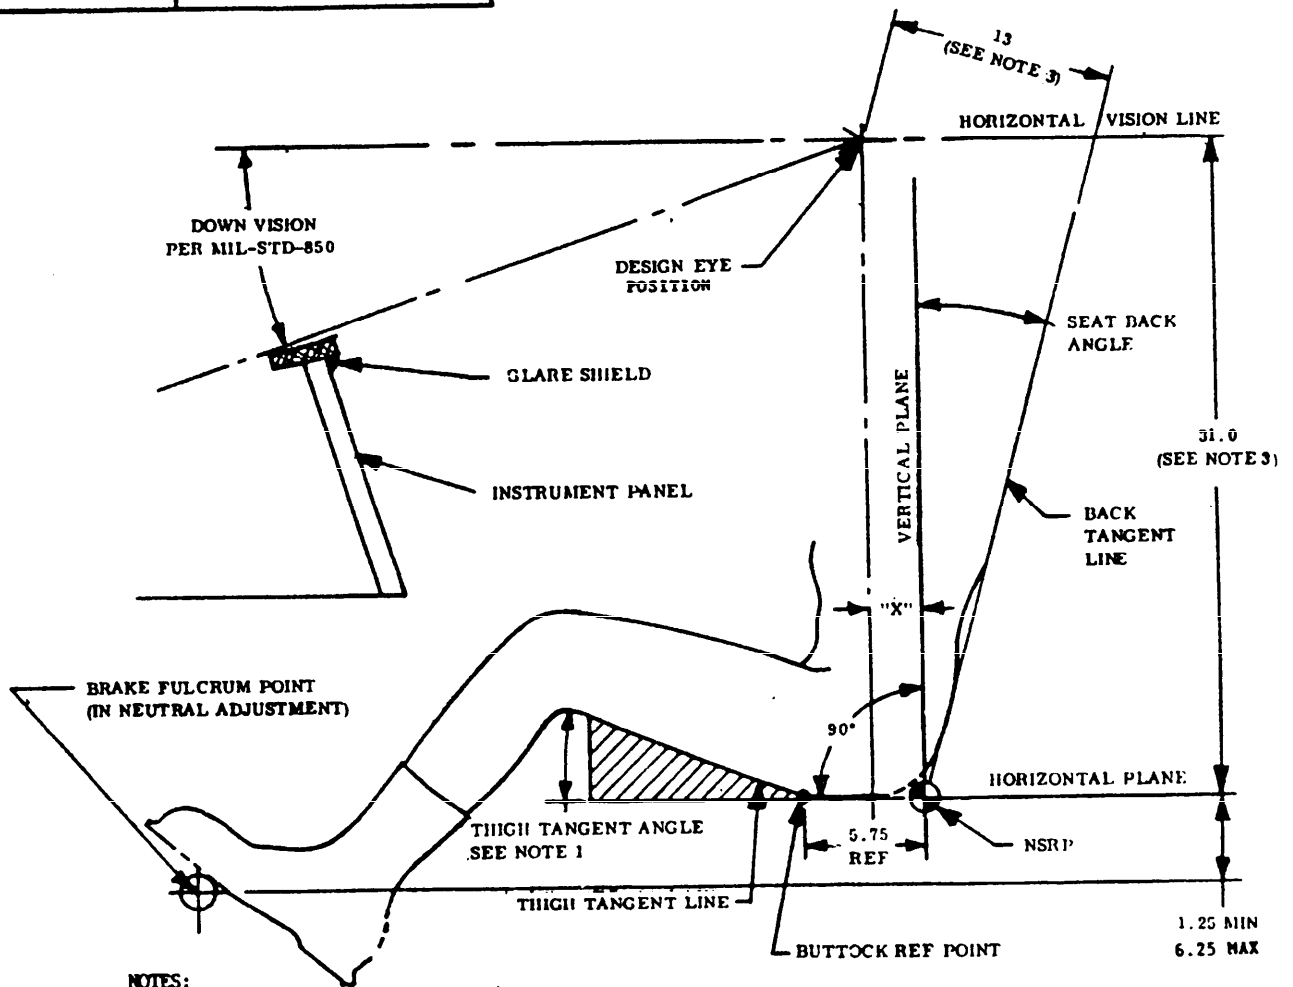 13
(SEE NOTE 3)
HORIZONTAL VISION LINE
DOWN VISION
PER MIL-STD-850
DESIGN EYE
POSITION
SEAT BACK
ANGLE
GLARE SHIELD
VERTICAL PLANE
31.0
(SEE NOTE 3)
INSTRUMENT PANEL
BACK
TANGENT
LINE
"X"
BRAKE FULCRUM POINT
(IN NEUTRAL ADJUSTMENT)
90°
HORIZONTAL PLANE
THIGH TANGENT ANGLE
SEE NOTE 1
5.75
REF
NSRP
THIGH TANGENT LINE
BUTTOCK REF POINT
1.25 MIN
6.25 MAX
NOTES: